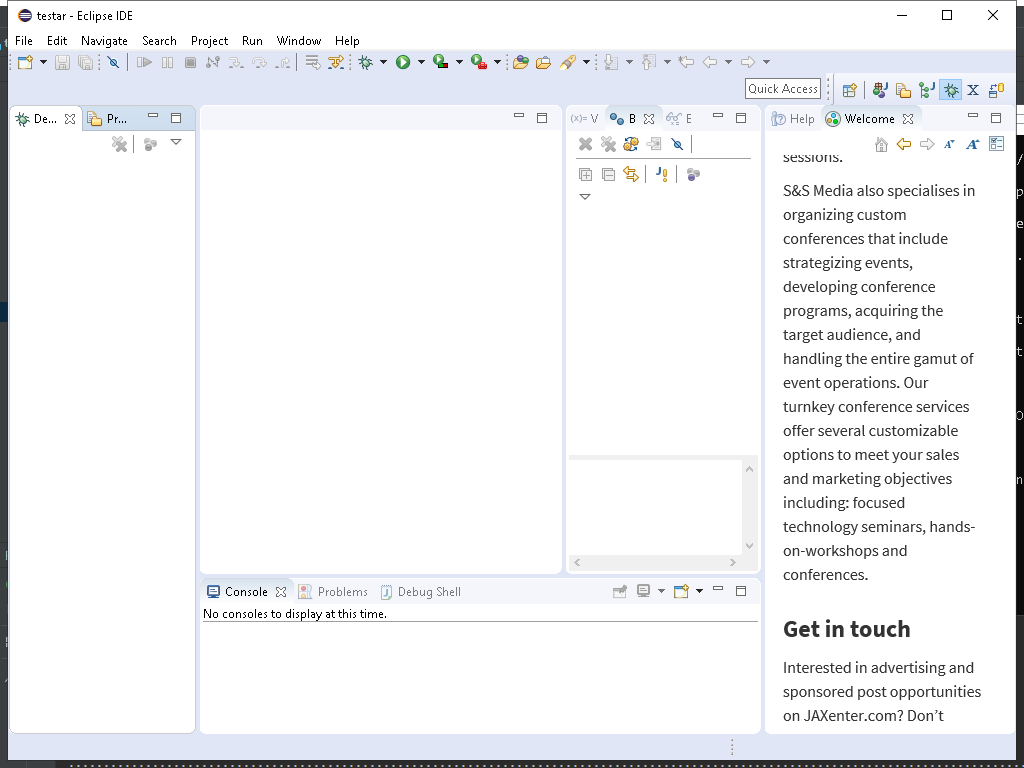 testar - Eclipse IDE
File Edit Navigate Search Project Run Window Help
Quick Access
De...
Pr...
(x)= V
B
E
Help
Welcome
sessions.
S&S Media also specialises in
organizing custom
conferences that include
strategizing events,
developing conference
programs, acquiring the
target audience, and
handling the entire gamut of
event operations. Our
turnkey conference services
offer several customizable
options to meet your sales
and marketing objectives
including: focused
technology seminars, hands-
on-workshops and
conferences.
Get in touch
Interested in advertising and
sponsored post opportunities
on JAXenter.com? Don’t
Console
Problems
Debug Shell
No consoles to display at this time.